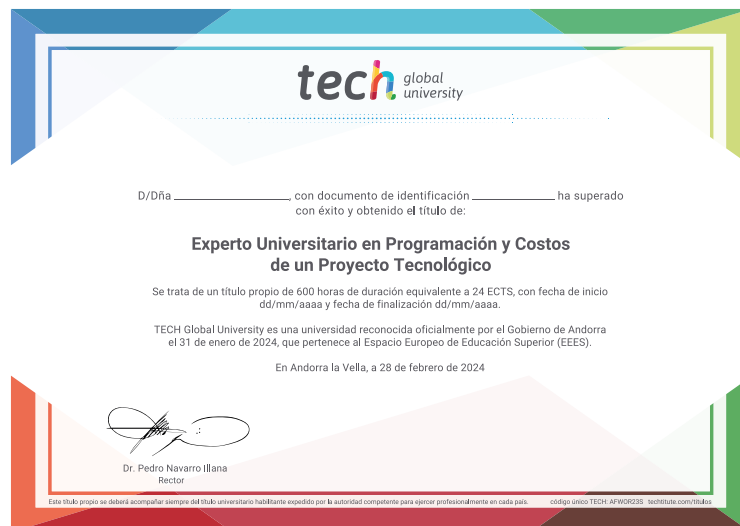 tech global
university
D/Dña ____________________, con documento de identificación ______________ ha superado
con éxito y obtenido el título de:
Experto Universitario en Programación y Costos
de un Proyecto Tecnológico
Se trata de un título propio de 600 horas de duración equivalente a 24 ECTS, con fecha de inicio
dd/mm/aaaa y fecha de finalización dd/mm/aaaa.
TECH Global University es una universidad reconocida oficialmente por el Gobierno de Andorra
el 31 de enero de 2024, que pertenece al Espacio Europeo de Educación Superior (EEES).
En Andorra la Vella, a 28 de febrero de 2024
Dr. Pedro Navarro Illana
Rector
Este título propio se deberá acompañar siempre del título universitario habilitante expedido por la autoridad competente para ejercer profesionalmente en cada país. código único TECH: AFWOR23S techtitute.com/titulos